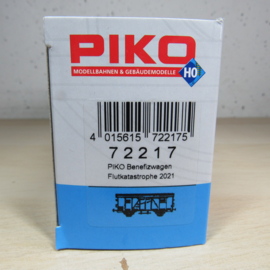 PIKO
MODELLBAHNEN & GEBÄUDEMODELLE
H0
4 015615 722175
72217
PIKO Benefizwagen
Flutkatastrophe 2021